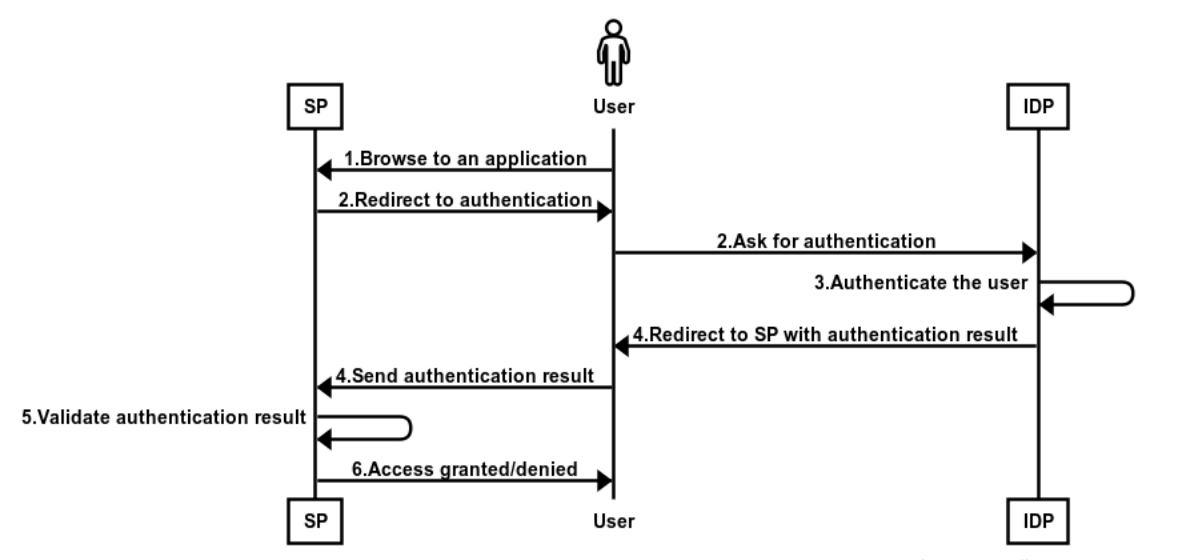 User
SP
IDP
1.Browse to an application
2.Redirect to authentication
2.Ask for authentication
3.Authenticate the user
4.Redirect to SP with authentication result
4.Send authentication result
5.Validate authentication result
6.Access granted/denied
SP
User
IDP